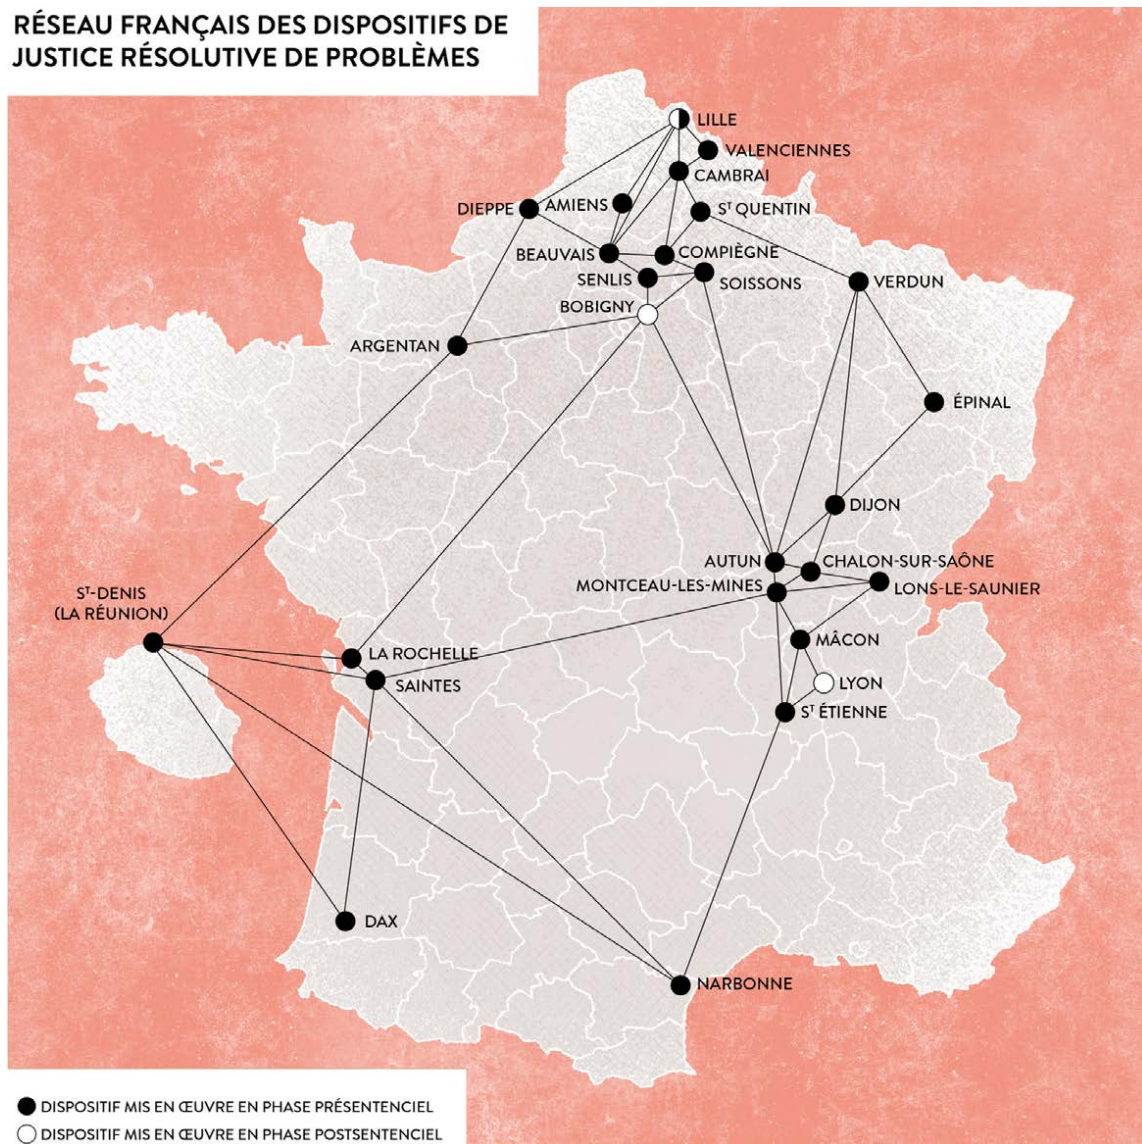 RÉSEAU FRANÇAIS DES DISPOSITIFS DE
JUSTICE RÉSOLUTIVE DE PROBLÈMES
LILLE
VALENCIENNES
CAMBRAI
DIEPPE
AMIENS
Sᵀ QUENTIN
BEAUVAIS
COMPIÈGNE
SENLIS
SOISSONS
VERDUN
BOBIGNY
ARGENTAN
ÉPINAL
DIJON
AUTUN
CHALON-SUR-SAÔNE
MONTCEAU-LES-MINES
LONS-LE-SAUNIER
Sᵀ-DENIS
(LA RÉUNION)
MÂCON
LA ROCHELLE
SAINTES
LYON
Sᵀ ÉTIENNE
DAX
NARBONNE
DISPOSITIF MIS EN ŒUVRE EN PHASE PRÉSENTENCIEL
DISPOSITIF MIS EN ŒUVRE EN PHASE POSTSENTENCIEL